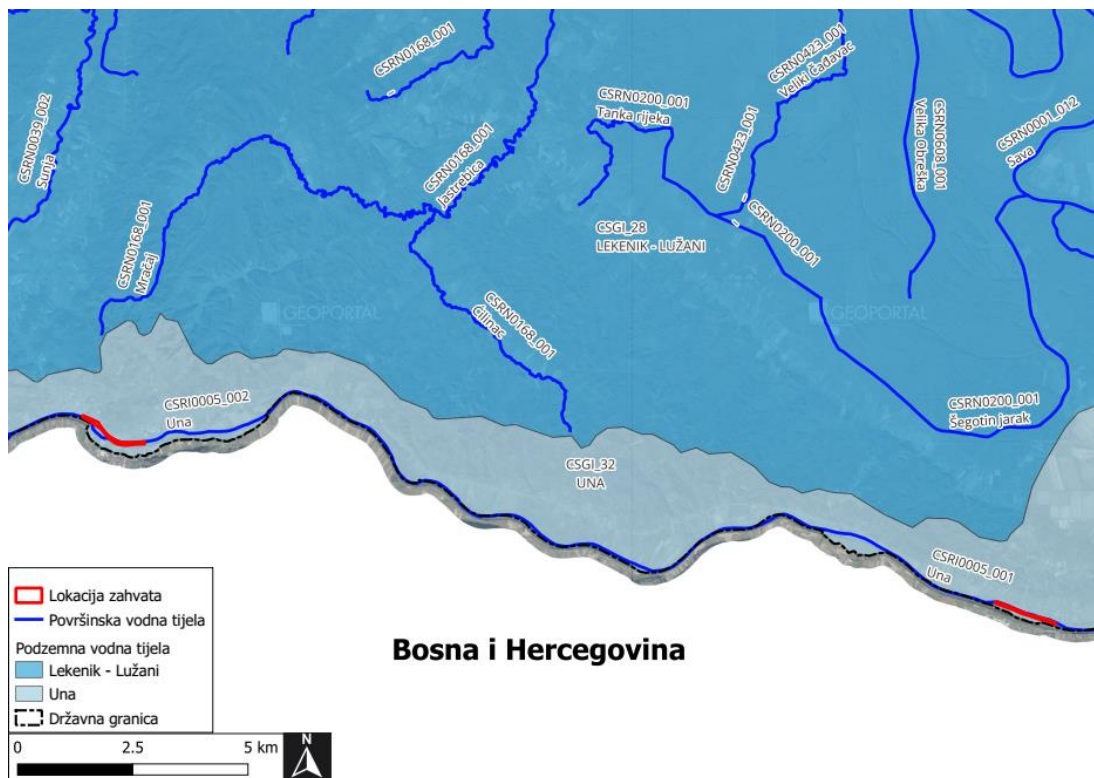 CSRN0168_001
CSRN0423_001
Veliki Čađavac
CSRN0200_001
Tanka rijeka
CSRN0001_012
Sava
CSRN0039_002
Sunja
CSRN0168_001
Jastrebica
CSRN0423_001
CSRN0608_001
Velika Obreška
CSRN0168_001
Mračaj
CSGI_28
LEKENIK - LUŽANI
CSRN0200_001
GEOPORTAL
GEOPORTAL
CSRN0168_001
Ćilinac
CSRI0005_002
Una
CSRN0200_001
Šegotin jarak
CSGI_32
UNA
CSRI0005_001
Una
Lokacija zahvata
Površinska vodna tijela
Podzemna vodna tijela
Lekenik - Lužani
Una
Državna granica
Bosna i Hercegovina
0 2.5 5 km
N